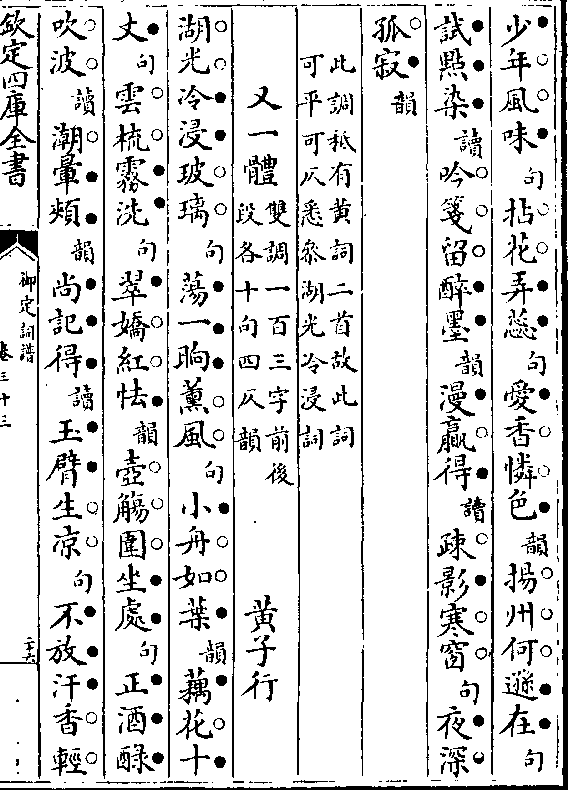 少年風味句拈花弄蕊句愛香憐色韻揚州何遜在句
試點染讀吟箋留醉墨韻漫贏得讀疎影寒窗句夜深
孤寂韻
此調祗有黄詞二首故此詞
可平可仄悉叅湖光冷浸詞
又一體雙調一百三字前後
段各十句四仄韻　黄子行
湖光冷浸玻璃句蕩一晌薰風句小舟如葉韻藕花十
丈句雲梳霧洗句翠嬌紅怯韻壺觴圍坐處句正酒醁
吹波讀潮暈頰韻尚記得讀玉臂生凉句不放汗香輕
欽定四庫全書
御定詞譜
卷三十三